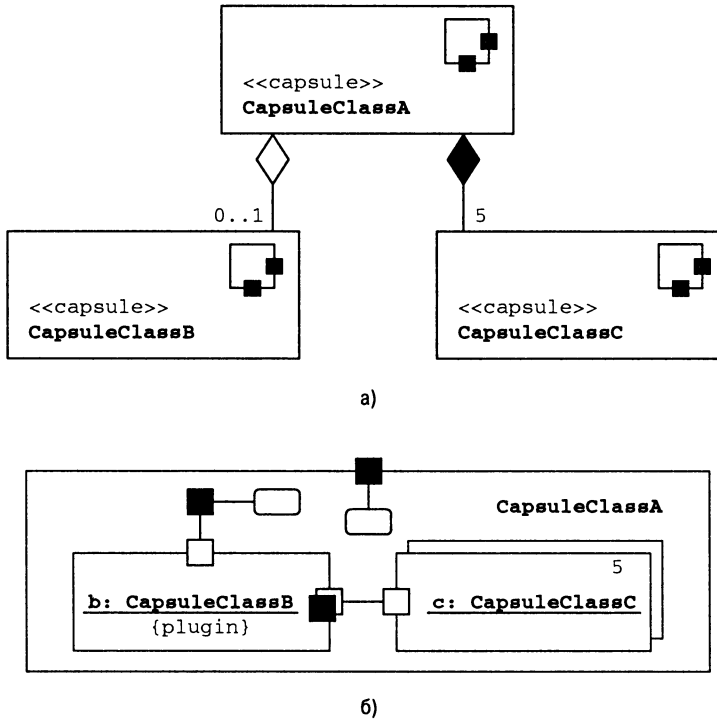 <<capsule>>
CapsuleClassA
0..1
5
<<capsule>>
CapsuleClassB
<<capsule>>
CapsuleClassC
а)
CapsuleClassA
5
b: CapsuleClassB
{plugin}
c: CapsuleClassC
б)